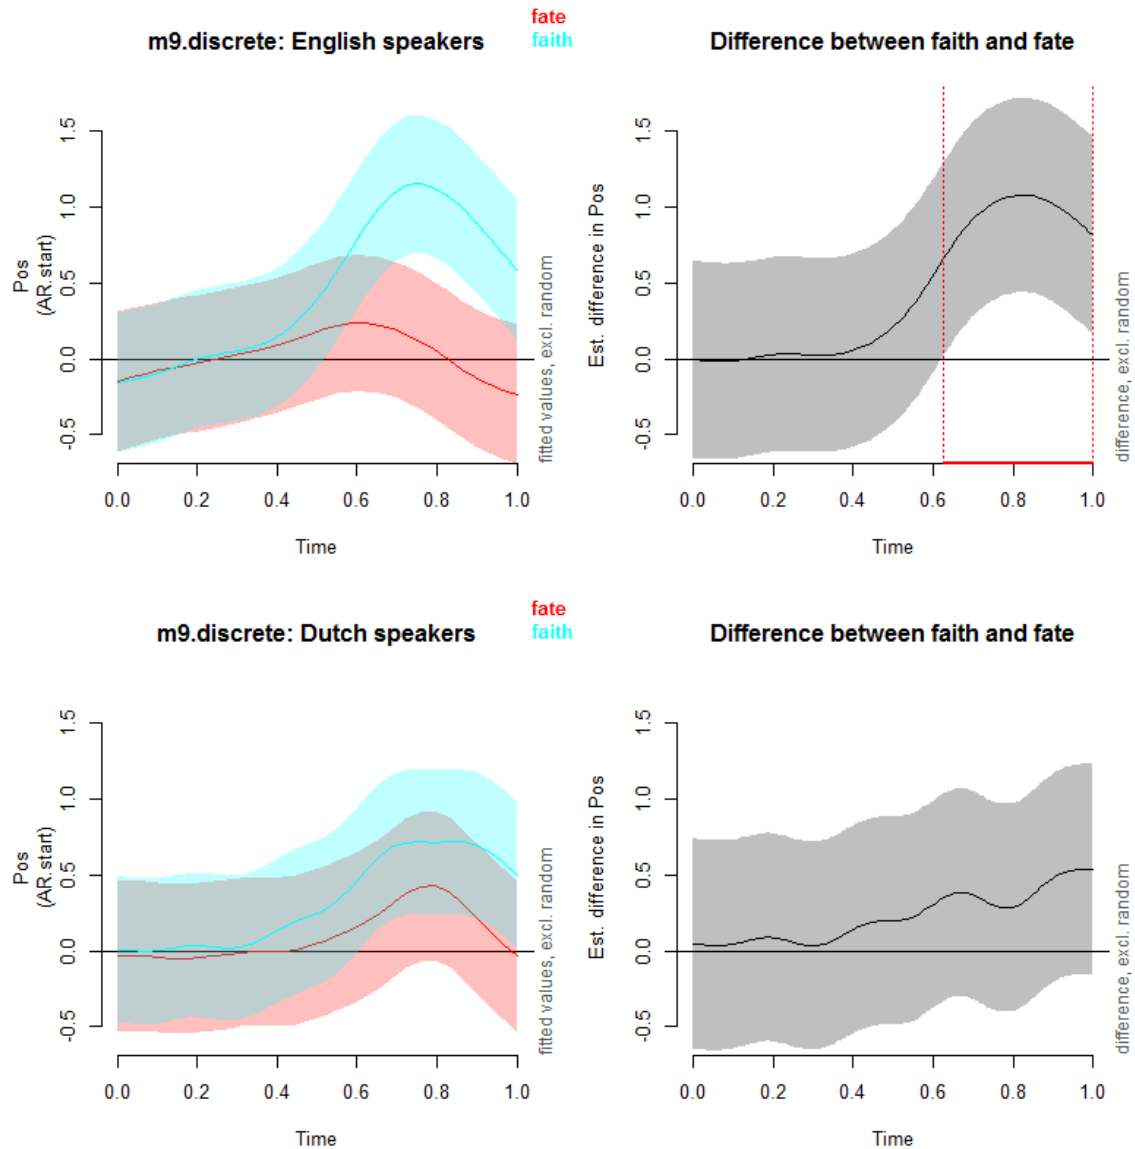 fate
faith
m9.discrete: English speakers
Pos
(AR.start)
-0.5 0.0 0.5 1.0 1.5
0.0 0.2 0.4 0.6 0.8 1.0
Time
fitted values, excl. random
Difference between faith and fate
Est. difference in Pos
-0.5 0.0 0.5 1.0 1.5
0.0 0.2 0.4 0.6 0.8 1.0
Time
difference, excl. random
fate
faith
m9.discrete: Dutch speakers
Pos
(AR.start)
-0.5 0.0 0.5 1.0 1.5
0.0 0.2 0.4 0.6 0.8 1.0
Time
fitted values, excl. random
Difference between faith and fate
Est. difference in Pos
-0.5 0.0 0.5 1.0 1.5
0.0 0.2 0.4 0.6 0.8 1.0
Time
difference, excl. random